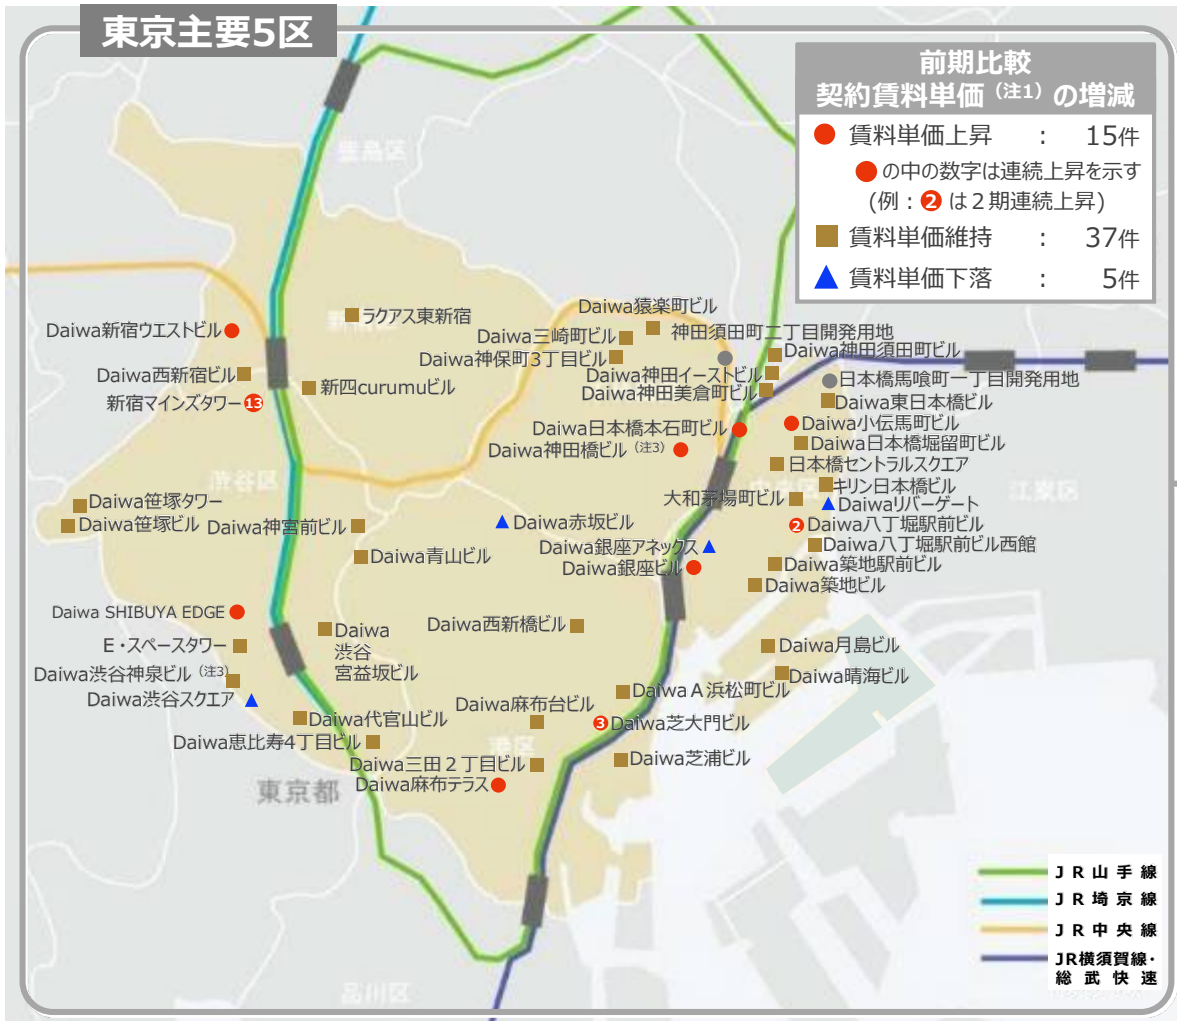 東京主要5区
前期比較
契約賃料単価（注1）の増減
賃料単価上昇 ： 15件
の中の数字は連続上昇を示す
(例：2 は２期連続上昇)
賃料単価維持 ： 37件
賃料単価下落 ： 5件
豊島区
Daiwa猿楽町ビル
ラクアス東新宿
Daiwa新宿ウエストビル
Daiwa三崎町ビル
神田須田町二丁目開発用地
Daiwa神保町3丁目ビル
Daiwa神田須田町ビル
Daiwa西新宿ビル
Daiwa神田イーストビル
日本橋馬喰町一丁目開発用地
新四curumuビル
Daiwa神田美倉町ビル
新宿マインズタワー 13
Daiwa東日本橋ビル
Daiwa小伝馬町ビル
Daiwa日本橋本石町ビル
Daiwa日本橋堀留町ビル
Daiwa神田橋ビル（注3）
日本橋セントラルスクエア
渋谷区
中央区
江東区
キリン日本橋ビル
大和茅場町ビル
Daiwa笹塚タワー
Daiwaリバーゲート
Daiwa笹塚ビル
Daiwa神宮前ビル
Daiwa赤坂ビル
2 Daiwa八丁堀駅前ビル
Daiwa銀座アネックス
Daiwa八丁堀駅前ビル西館
Daiwa青山ビル
Daiwa銀座ビル
Daiwa築地駅前ビル
Daiwa築地ビル
Daiwa SHIBUYA EDGE
Daiwa西新橋ビル
Daiwa
渋谷
宮益坂ビル
E・スペースタワー
Daiwa月島ビル
Daiwa渋谷神泉ビル（注3）
Daiwa晴海ビル
Daiwa渋谷スクエア
DaiwaＡ浜松町ビル
Daiwa麻布台ビル
Daiwa代官山ビル
3 Daiwa芝大門ビル
Daiwa恵比寿4丁目ビル
港区
Daiwa三田２丁目ビル
Daiwa芝浦ビル
Daiwa麻布テラス
東京都
品川区
ＪＲ山手線
ＪＲ埼京線
ＪＲ中央線
JR横須賀線・
総武快速